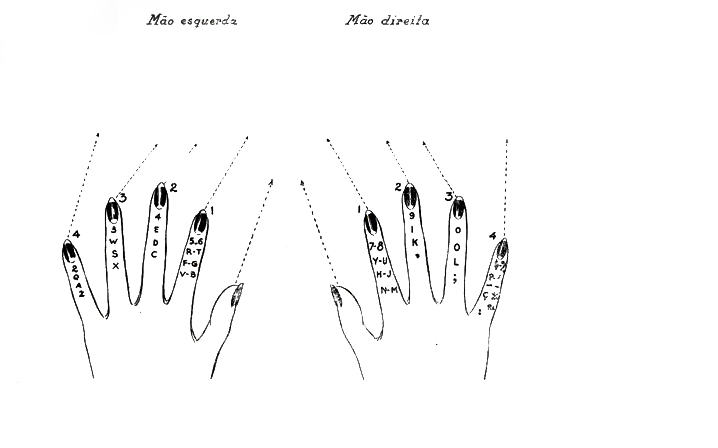 Mão esquerda
Mão direita
4
3
2
1
1
2
3
4
2
Q
A
Z
3
W
S
X
4
E
D
C
5-6
R-T
F-G
V-B
7-8
Y-U
H-J
N-M
9
I
K
,
0
O
L
;
P
Ç
: